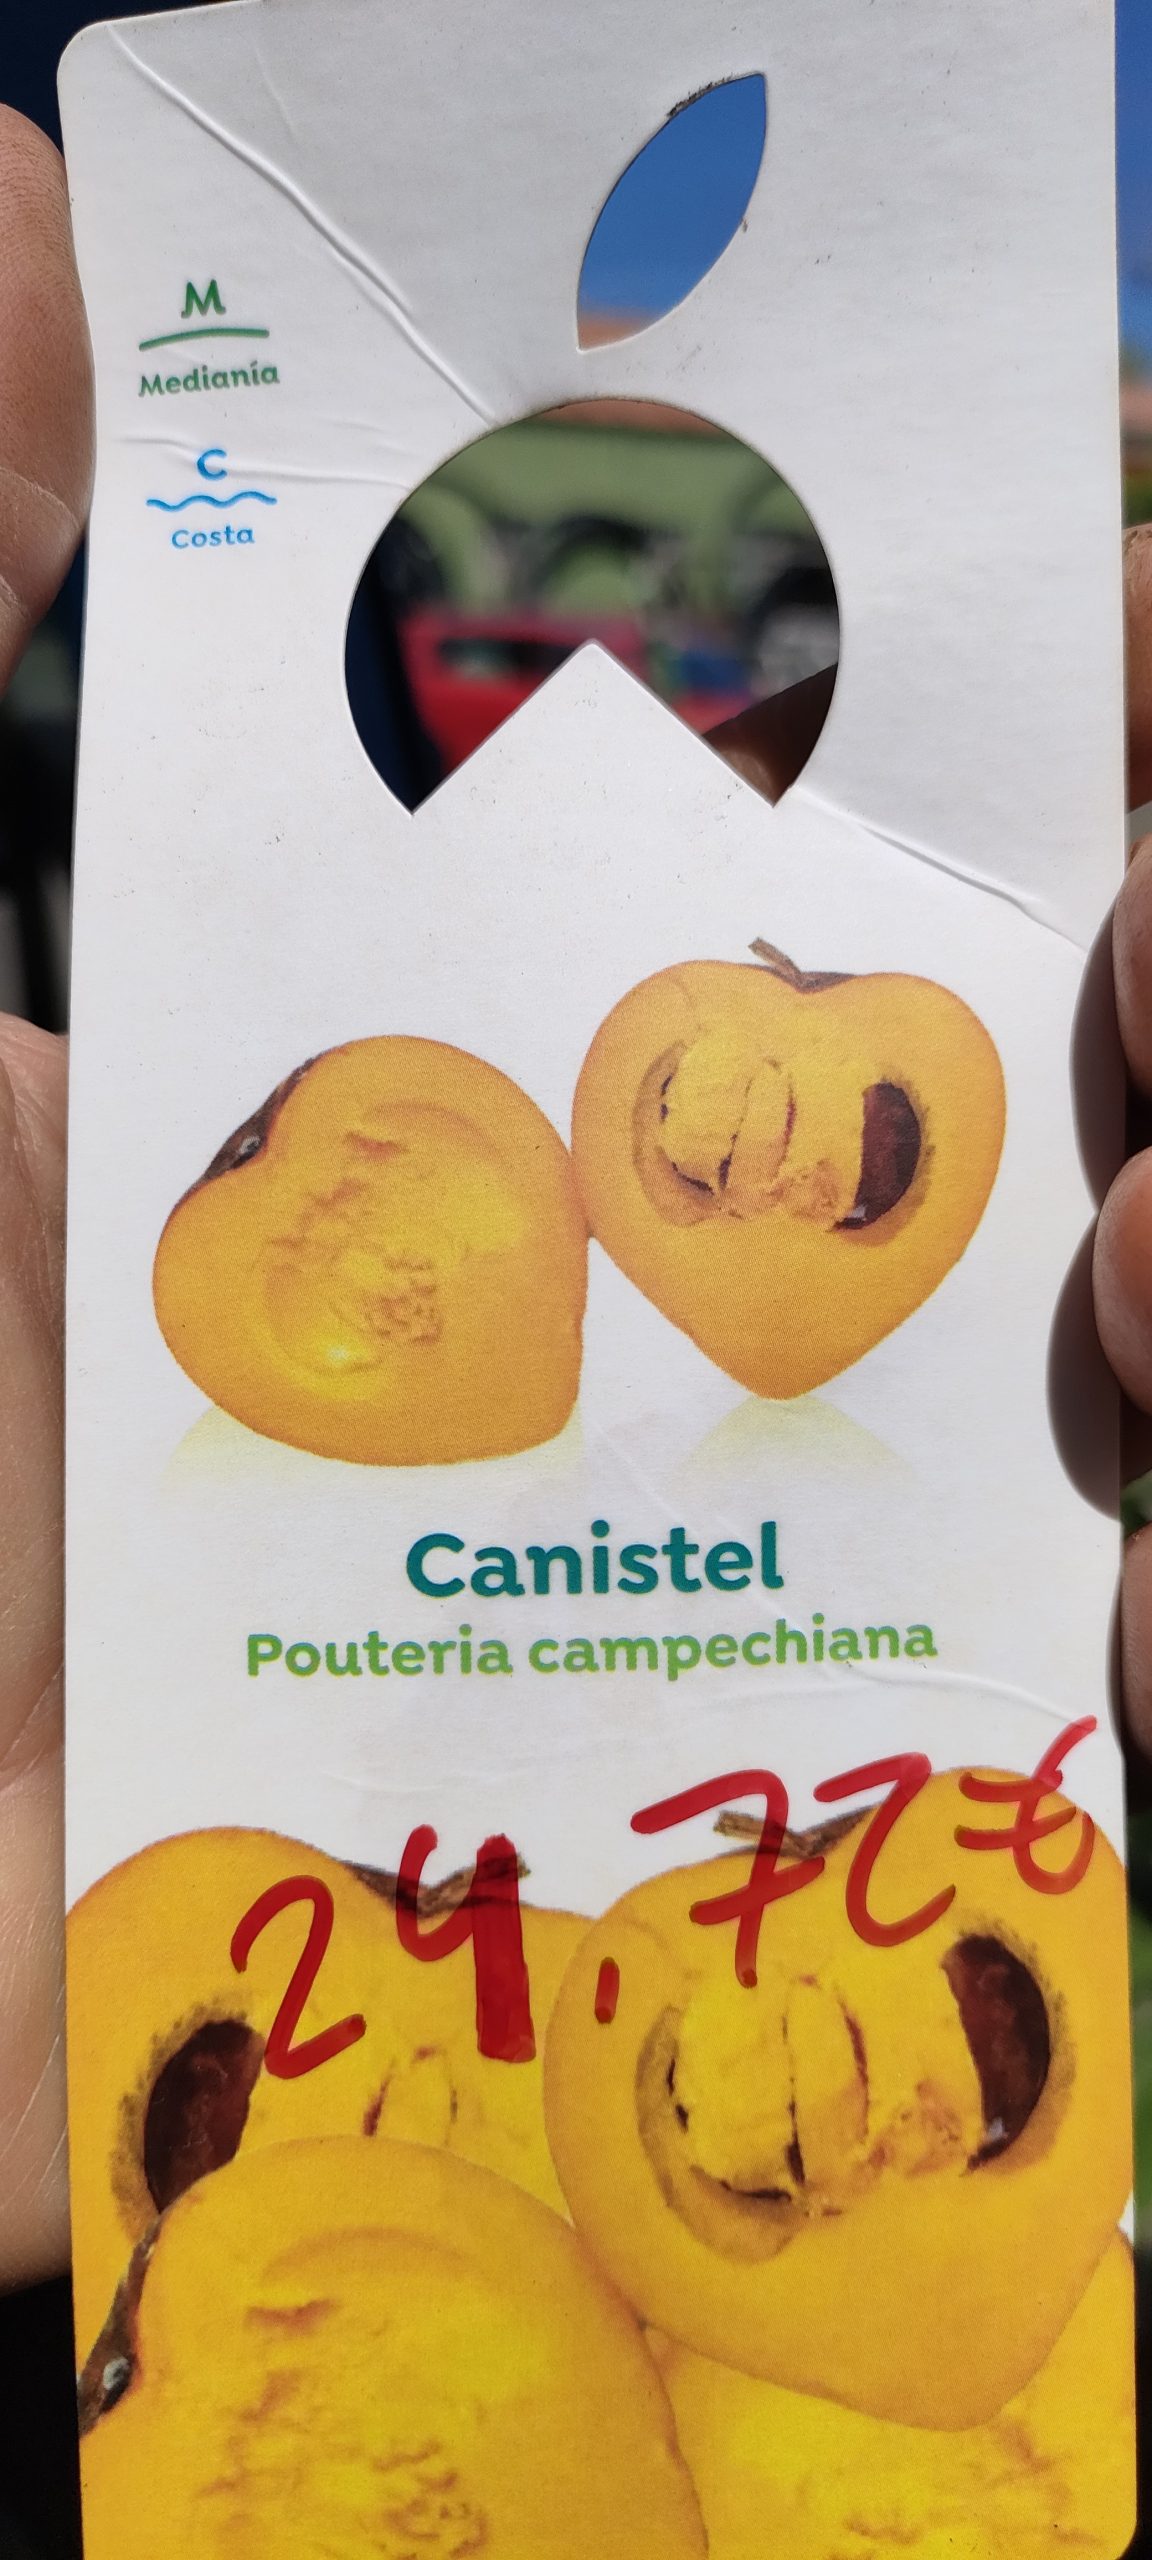 M
Medianía
C
Costa
Canistel
Pouteria campechiana
24,72€